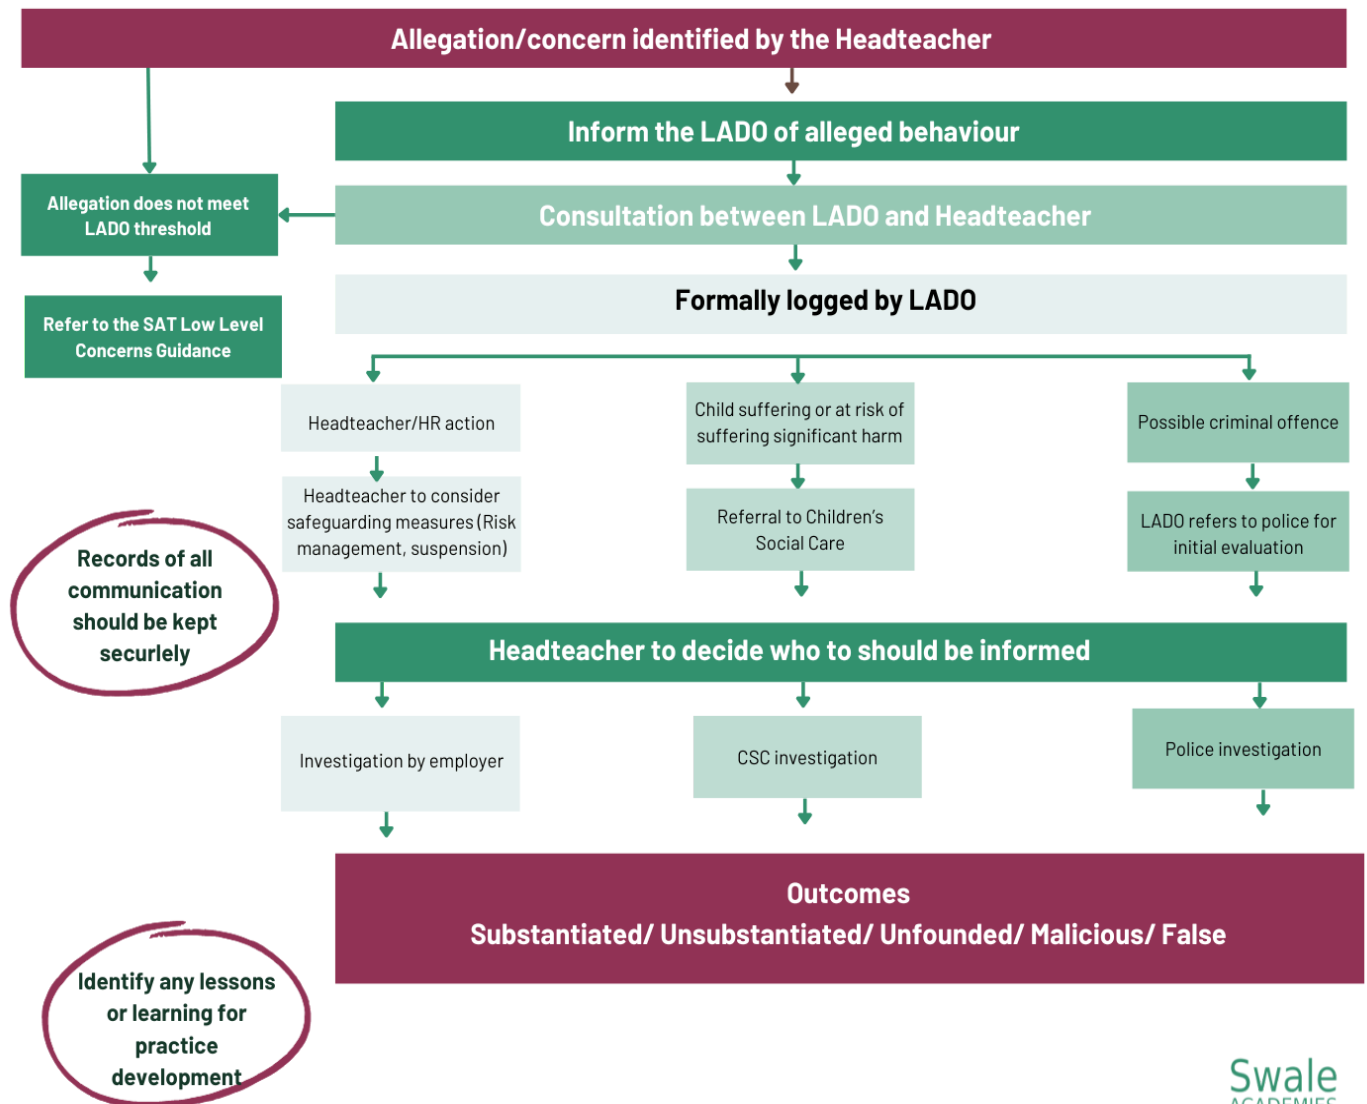 Allegation/concern identified by the Headteacher
Inform the LADO of alleged behaviour
Allegation does not meet
LADO threshold
Consultation between LADO and Headteacher
Formally logged by LADO
Refer to the SAT Low Level
Concerns Guidance
Headteacher/HR action
Child suffering or at risk of
suffering significant harm
Possible criminal offence
Headteacher to consider
safeguarding measures (Risk
management, suspension)
Referral to Children's
Social Care
LADO refers to police for
initial evaluation
Records of all
communication
should be kept
securlely
Headteacher to decide who to should be informed
Investigation by employer
CSC investigation
Police investigation
Outcomes
Substantiated/ Unsubstantiated/ Unfounded/ Malicious/ False
Identify any lessons
or learning for
practice
development
Swale
ACADEMIES